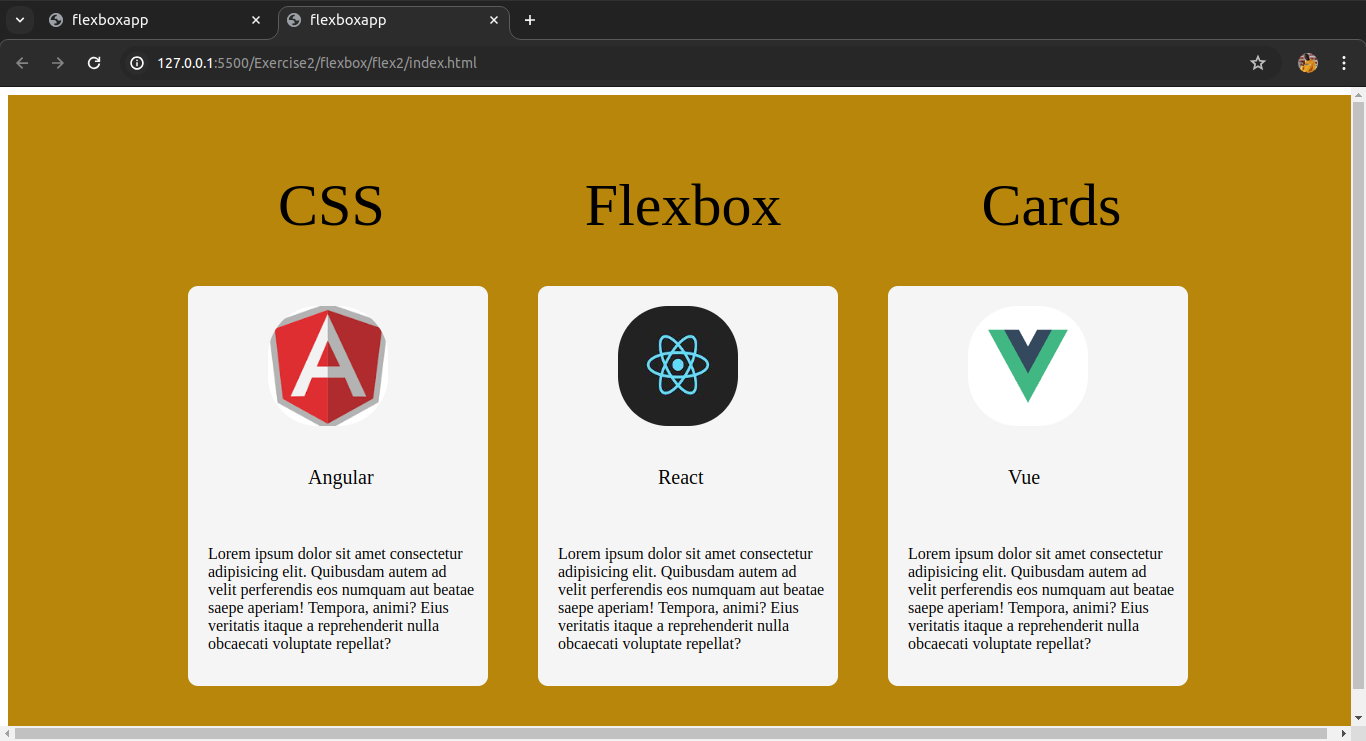 flexboxapp
flexboxapp
127.0.0.1:5500/Exercise2/flexbox/flex2/index.html
CSS Flexbox Cards
Angular
Lorem ipsum dolor sit amet consectetur
adipisicing elit. Quibusdam autem ad
velit perferendis eos numquam aut beatae
saepe aperiam! Tempora, animi? Eius
veritatis itaque a reprehenderit nulla
obcaecati voluptate repellat?
React
Lorem ipsum dolor sit amet consectetur
adipisicing elit. Quibusdam autem ad
velit perferendis eos numquam aut beatae
saepe aperiam! Tempora, animi? Eius
veritatis itaque a reprehenderit nulla
obcaecati voluptate repellat?
Vue
Lorem ipsum dolor sit amet consectetur
adipisicing elit. Quibusdam autem ad
velit perferendis eos numquam aut beatae
saepe aperiam! Tempora, animi? Eius
veritatis itaque a reprehenderit nulla
obcaecati voluptate repellat?